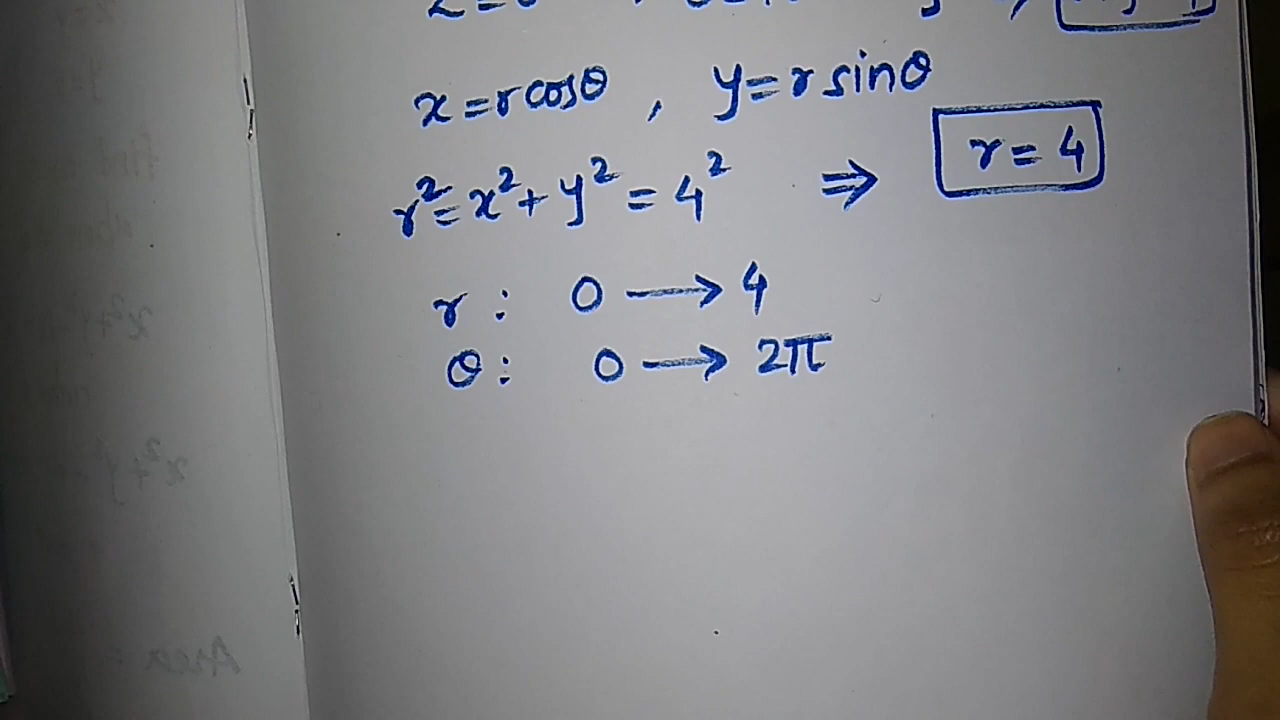 x = r cosθ , y = r sinθ
r² = x² + y² = 4² ⇒ r = 4
r : 0 → 4
θ : 0 → 2π